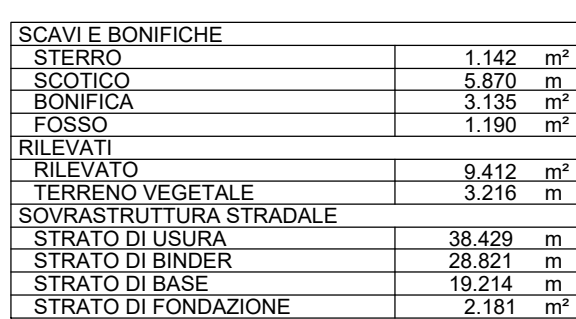 SCAVI E BONIFICHE
STERRO 1.142 m²
SCOTICO 5.870 m
BONIFICA 3.135 m²
FOSSO 1.190 m²
RILEVATI
RILEVATO 9.412 m²
TERRENO VEGETALE 3.216 m
SOVRASTRUTTURA STRADALE
STRATO DI USURA 38.429 m
STRATO DI BINDER 28.821 m
STRATO DI BASE 19.214 m
STRATO DI FONDAZIONE 2.181 m²